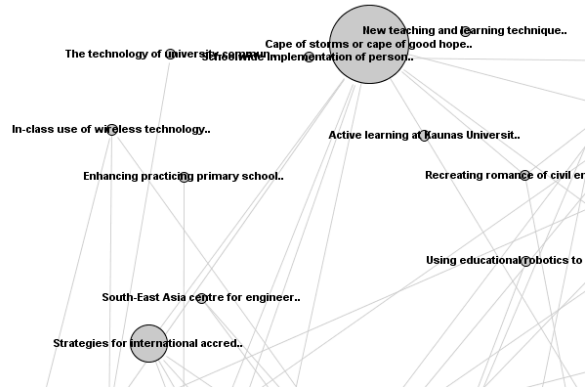 New teaching and learning technique..
Cape of storms or cape of good hope..
The technology of university commun..
Schoolwide implementation of person..
In-class use of wireless technology..
Active learning at Kaunas Universit..
Enhancing practicing primary school..
Recreating romance of civil en
Using educational robotics to
South-East Asia centre for engineer..
Strategies for international accred..